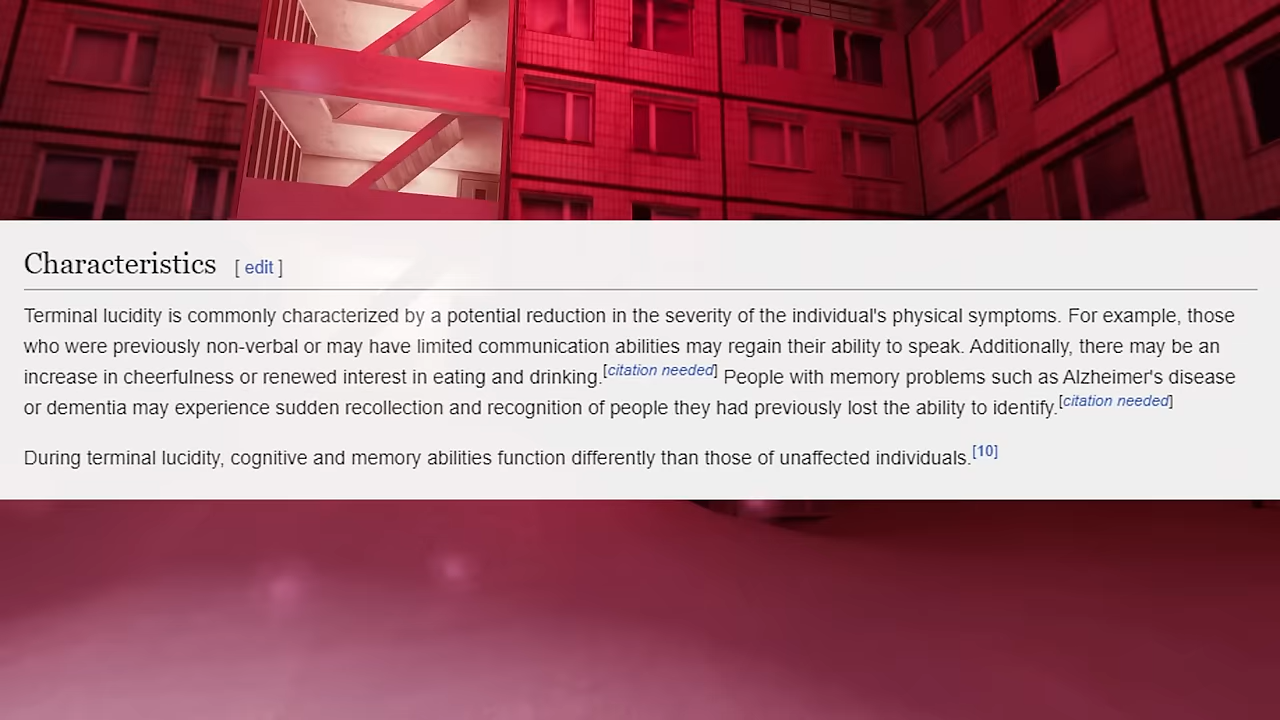 Characteristics [ edit ]
Terminal lucidity is commonly characterized by a potential reduction in the severity of the individual's physical symptoms. For example, those
who were previously non-verbal or may have limited communication abilities may regain their ability to speak. Additionally, there may be an
increase in cheerfulness or renewed interest in eating and drinking.[citation needed] People with memory problems such as Alzheimer's disease
or dementia may experience sudden recollection and recognition of people they had previously lost the ability to identify.[citation needed]
During terminal lucidity, cognitive and memory abilities function differently than those of unaffected individuals.[10]